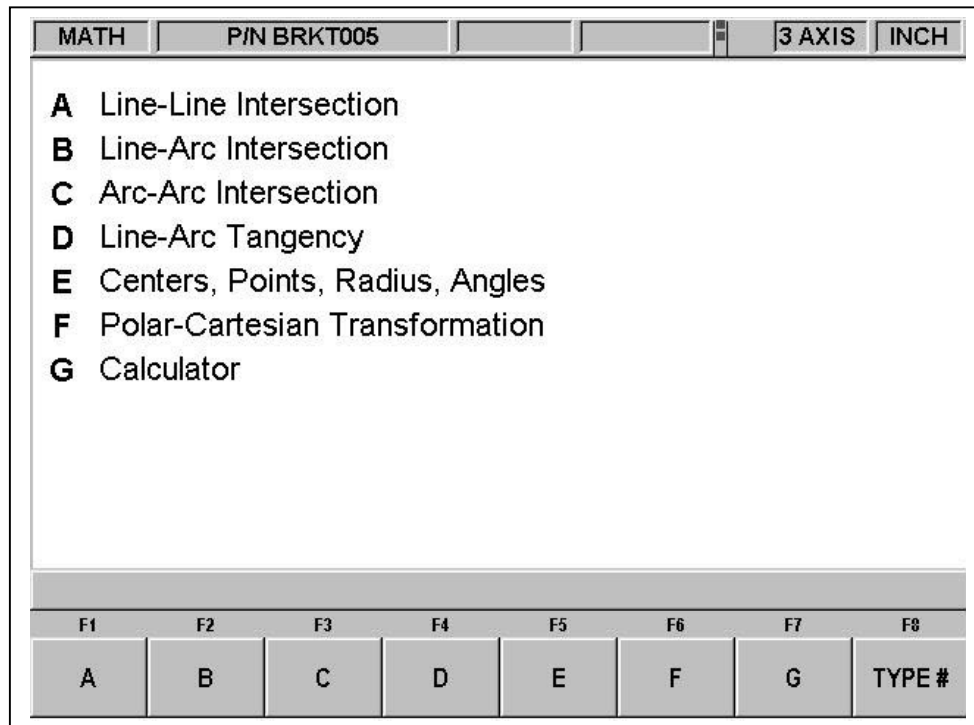 MATH P/N BRKT005 3 AXIS INCH
A Line-Line Intersection
B Line-Arc Intersection
C Arc-Arc Intersection
D Line-Arc Tangency
E Centers, Points, Radius, Angles
F Polar-Cartesian Transformation
G Calculator
F1 F2 F3 F4 F5 F6 F7 F8
A B C D E F G TYPE #